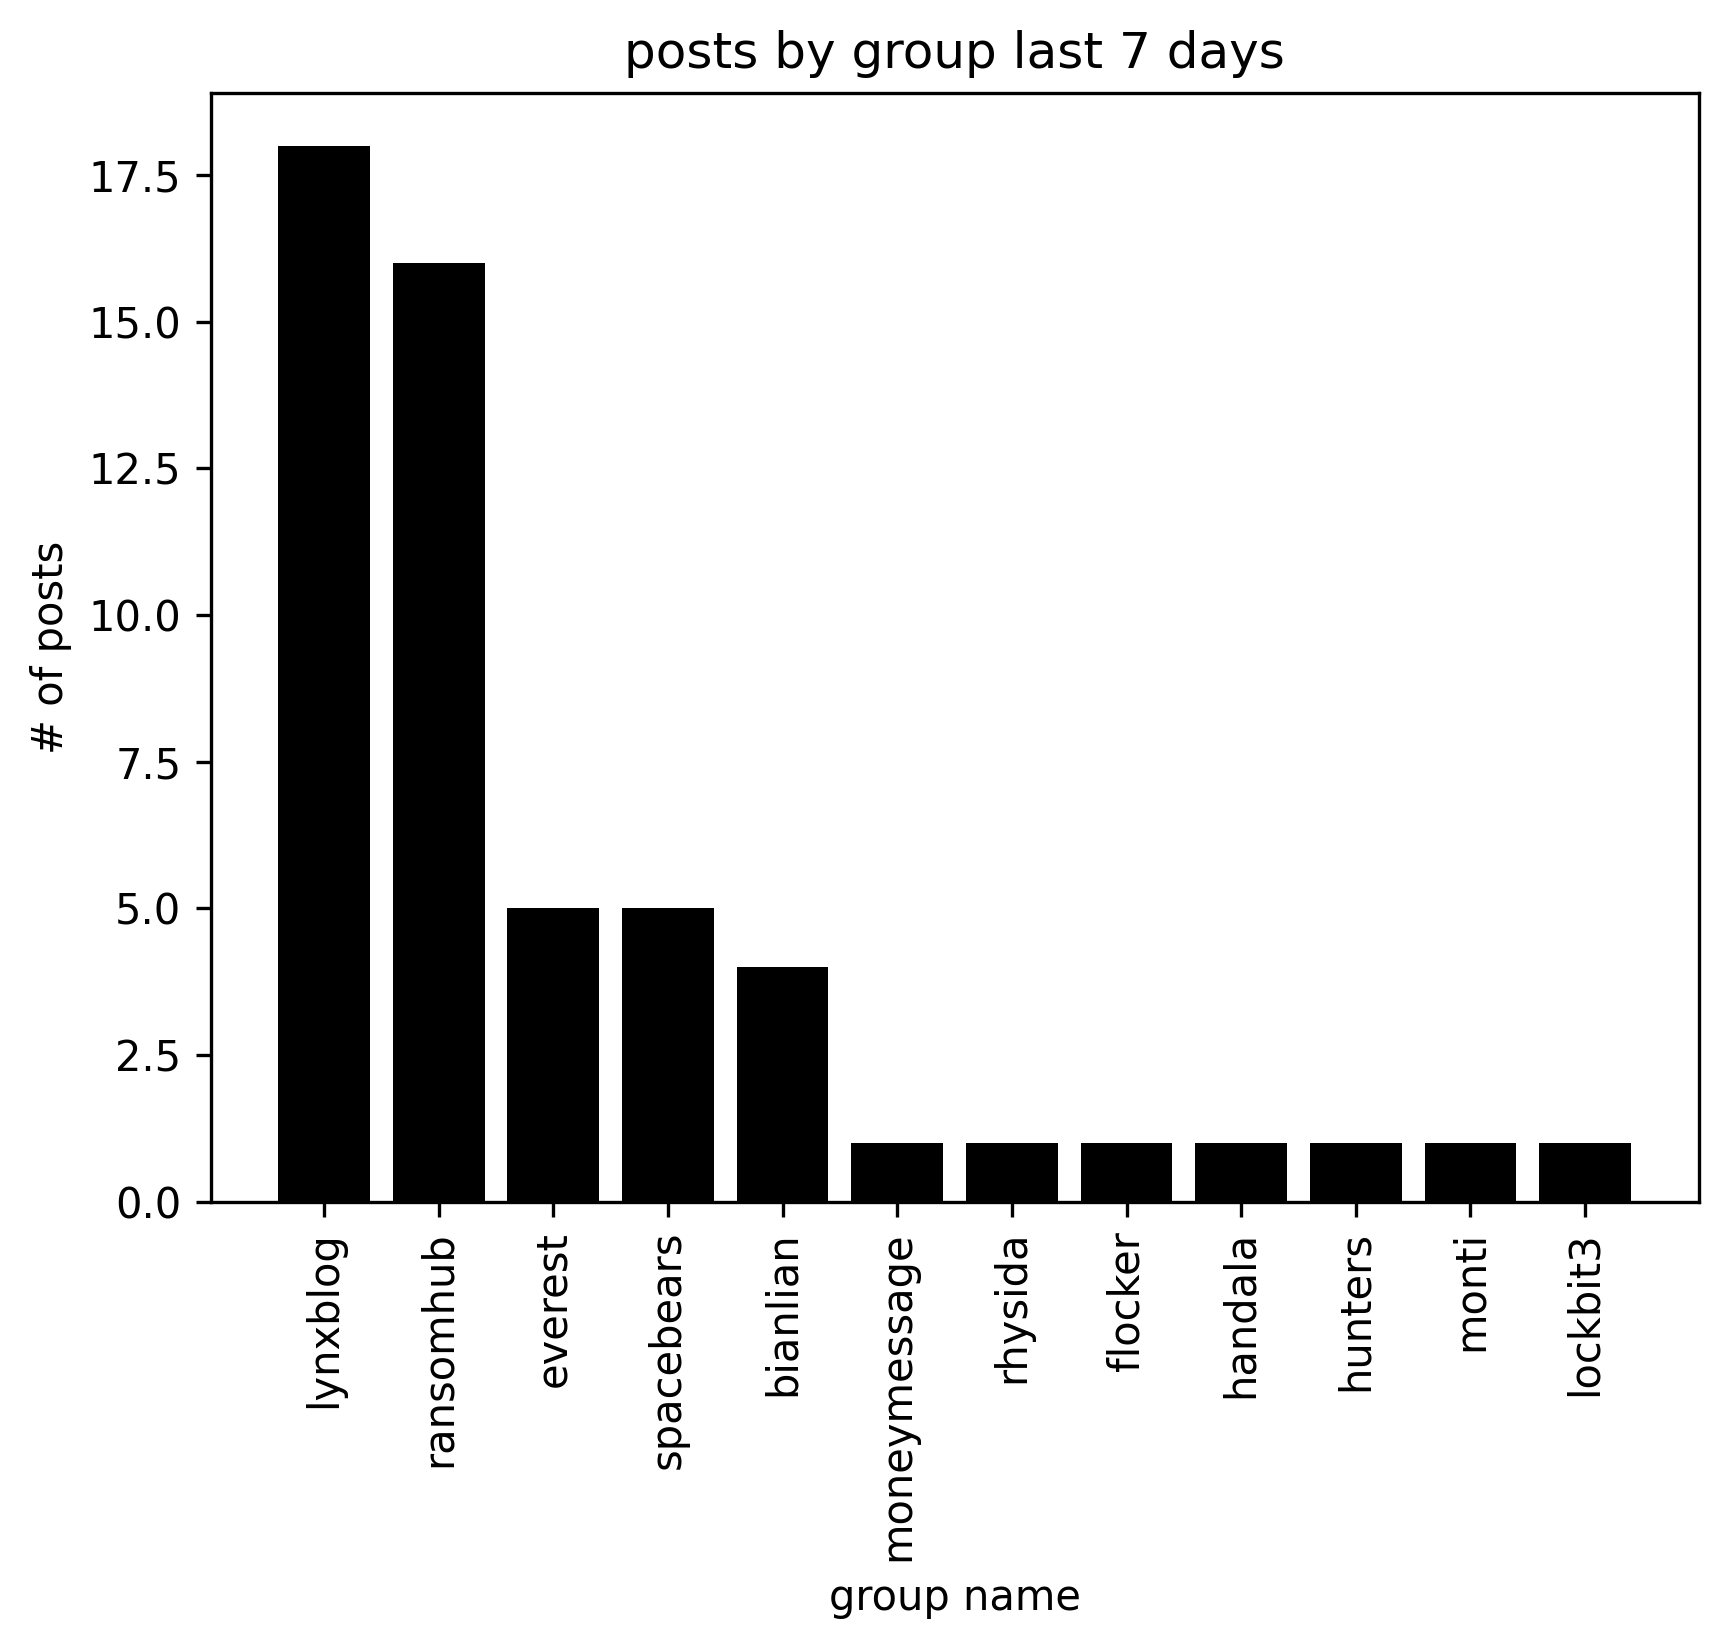 posts by group last 7 days
# of posts
17.5
15.0
12.5
10.0
7.5
5.0
2.5
0.0
lynxblog
ransomhub
everest
spacebears
bianlian
moneymessage
rhysida
flocker
handala
hunters
monti
lockbit3
group name